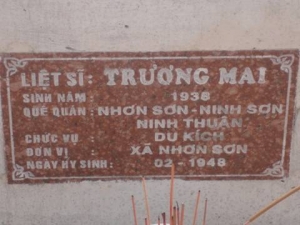 LIỆT SĨ : TRƯƠNG MAI
SINH NĂM : 1938
QUÊ QUÁN : NHƠN SƠN - NINH SƠN
NINH THUẬN
CHỨC VỤ : DU KÍCH
ĐƠN VỊ : XÃ NHƠN SƠN
NGÀY HY SINH : 02 - 1948